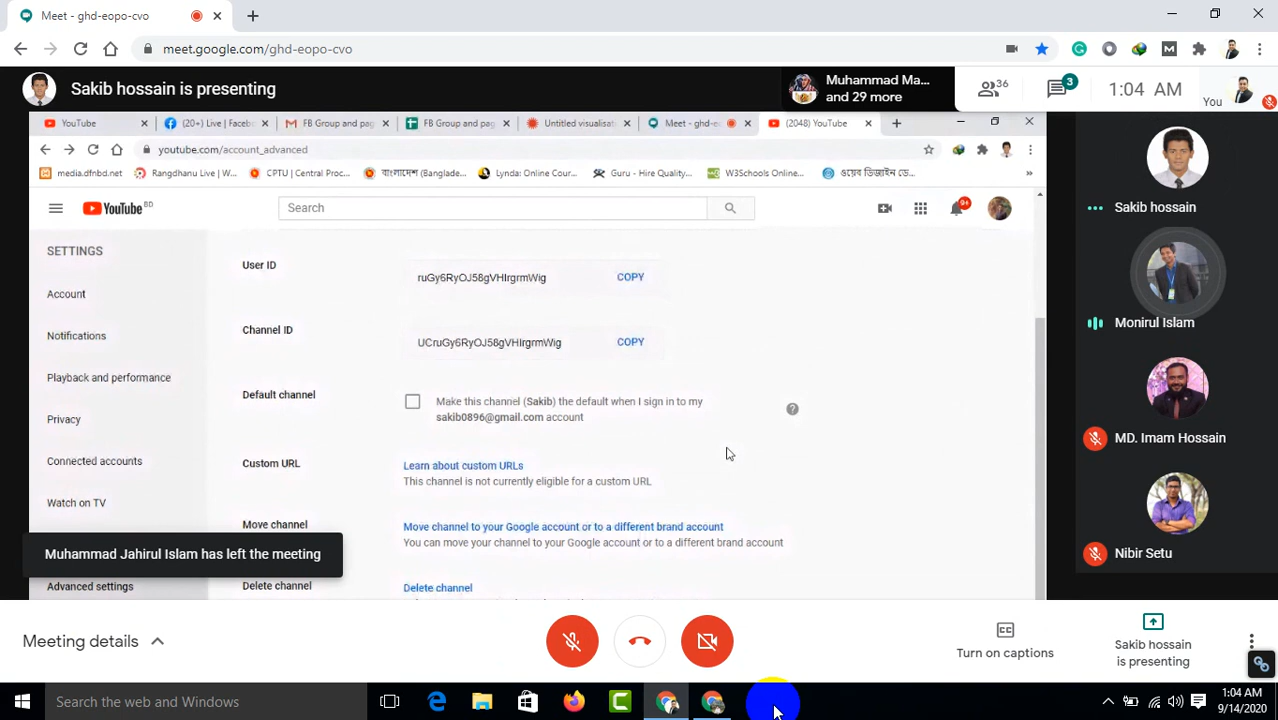 Meet - ghd-eopo-cvo
meet.google.com/ghd-eopo-cvo
Sakib hossain is presenting
Muhammad Ma...
and 29 more
36
3
1:04 AM
You
YouTube
(20+) Live | Faceb
FB Group and pag
FB Group and pag
Untitled visualisat
Meet - ghd-e
(2048) YouTube
youtube.com/account_advanced
media.dfnbd.net
Rangdhanu Live | W...
CPTU | Central Proc...
বাংলাদেশ (Banglade...
Lynda: Online Cour...
Guru - Hire Quality...
W3Schools Online...
ওয়েব ডিজাইন ডে...
YouTube BD
Search
9+
SETTINGS
Account
Notifications
Playback and performance
Privacy
Connected accounts
Watch on TV
Advanced settings
User ID
ruGy6RyOJ58gVHIrgrmWig
COPY
Channel ID
UCruGy6RyOJ58gVHIrgrmWig
COPY
Default channel
Make this channel (Sakib) the default when I sign in to my
sakib0896@gmail.com account
Custom URL
Learn about custom URLs
This channel is not currently eligible for a custom URL
Move channel
Move channel to your Google account or to a different brand account
You can move your channel to your Google account or to a different brand account
Delete channel
Delete channel
Muhammad Jahirul Islam has left the meeting
Sakib hossain
Monirul Islam
MD. Imam Hossain
Nibir Setu
Meeting details
CC
Turn on captions
Sakib hossain
is presenting
Search the web and Windows
1:04 AM
9/14/2020